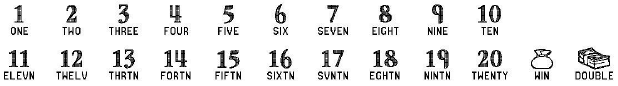 1 2 3 4 5 6 7 8 9 10
ONE TWO THREE FOUR FIVE SIX SEVEN EIGHT NINE TEN
11 12 13 14 15 16 17 18 19 20
ELEVN TWELV THRTN FORTN FIFTN SIXTN SVNTN EGHTN NINTN TWENTY WIN DOUBLE